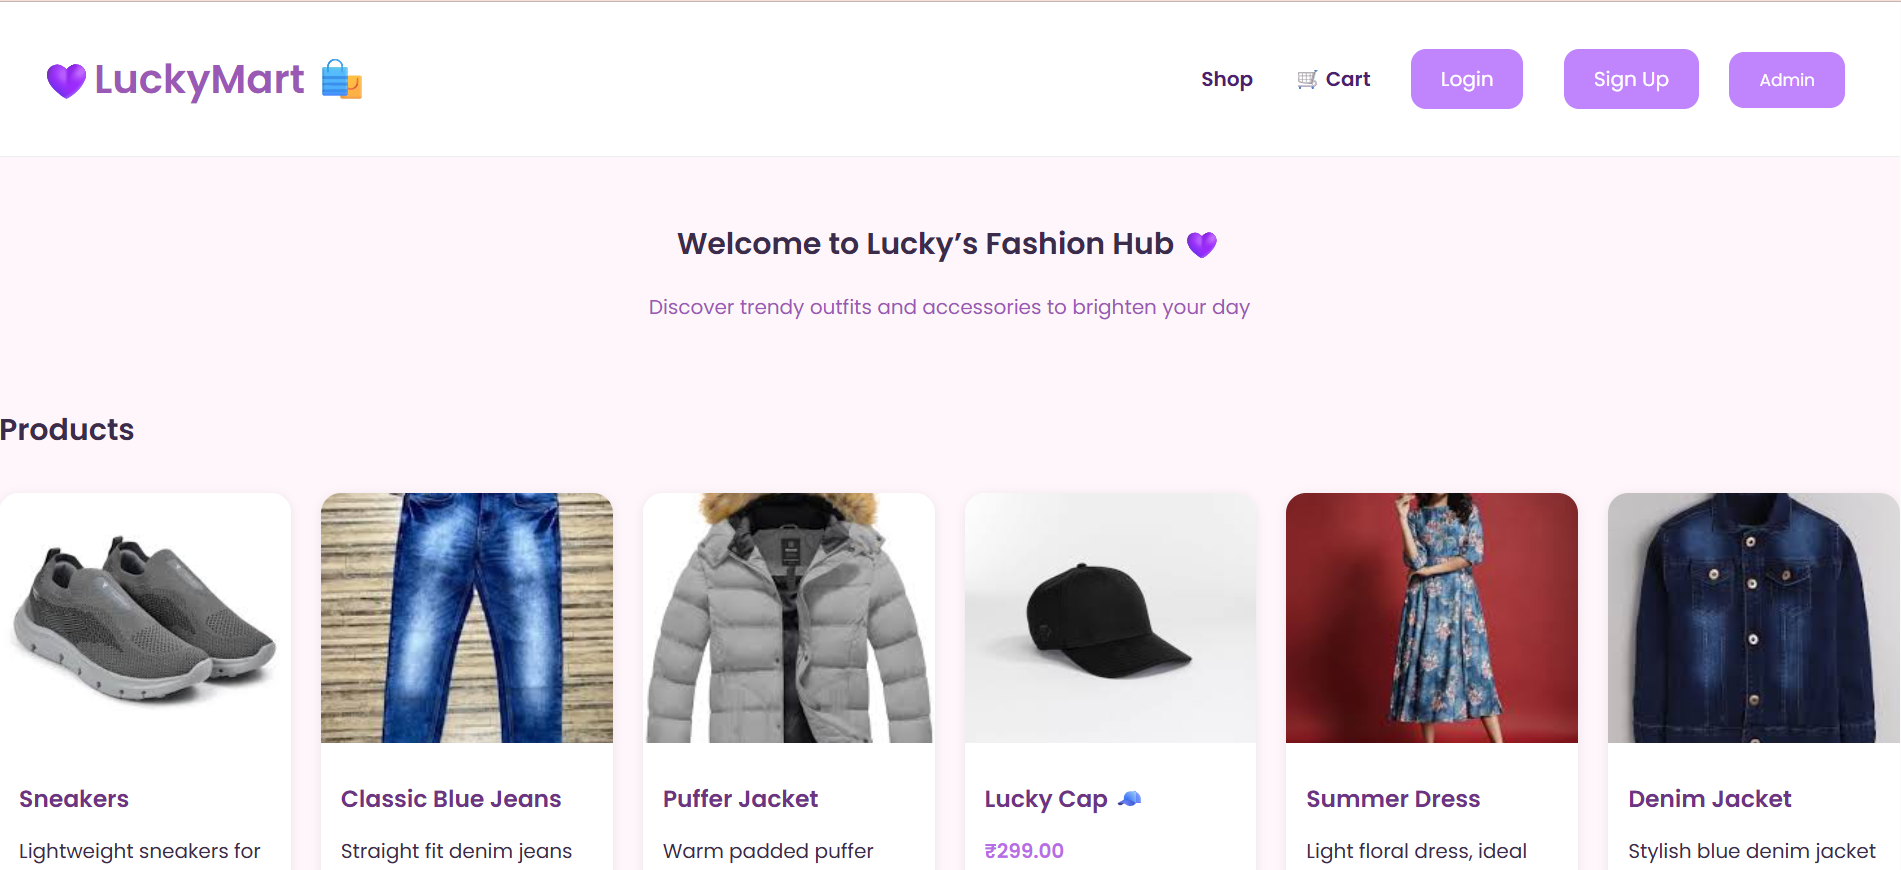 💜 LuckyMart 🛍️
Shop
🛒 Cart
Login
Sign Up
Admin
Welcome to Lucky’s Fashion Hub 💜
Discover trendy outfits and accessories to brighten your day
Products
Sneakers
Lightweight sneakers for
Classic Blue Jeans
Straight fit denim jeans
Puffer Jacket
Warm padded puffer
Lucky Cap 🧢
₹299.00
Summer Dress
Light floral dress, ideal
Denim Jacket
Stylish blue denim jacket